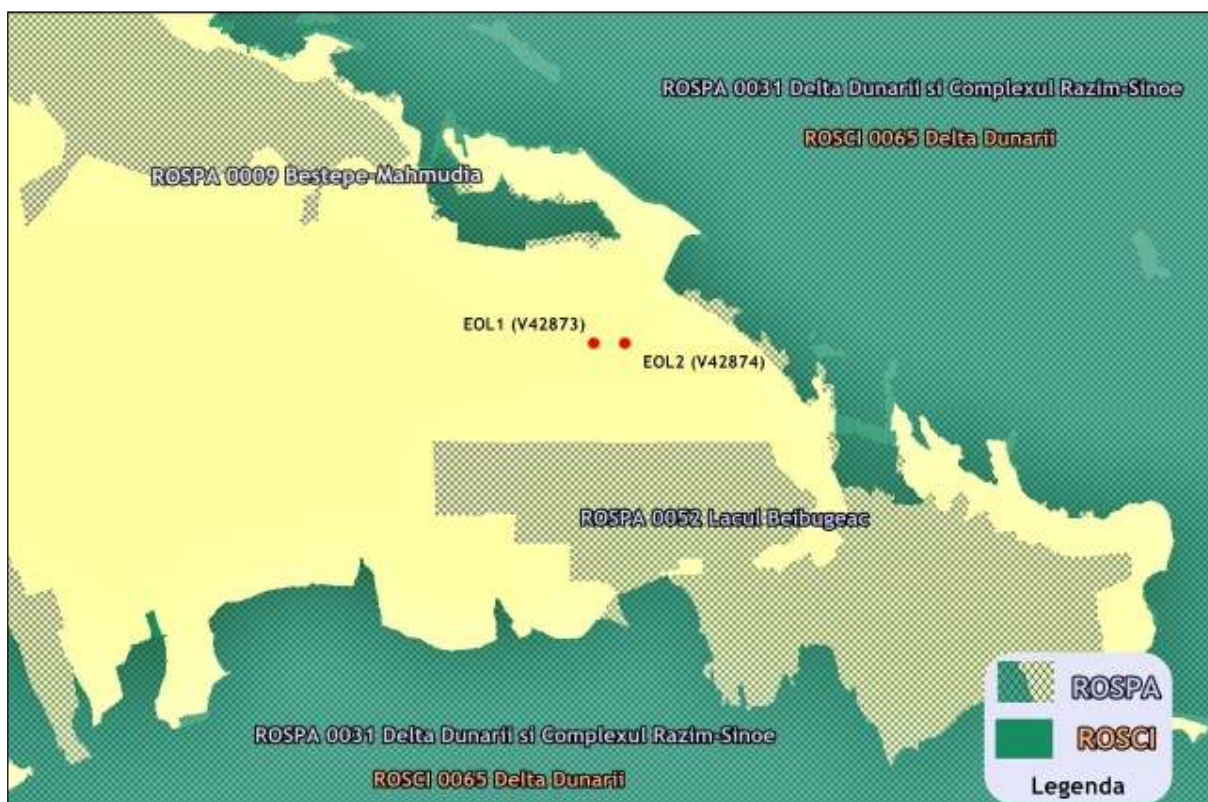 ROSPA 0031 Delta Dunarii si Complexul Razim-Sinoe
ROSCI 0065 Delta Dunarii
ROSPA 0009 Bestepe-Mahmudia
EOL1 (V42873)
EOL2 (V42874)
ROSPA 0052 Lacul Beibugeac
ROSPA 0031 Delta Dunarii si Complexul Razim-Sinoe
ROSCI 0065 Delta Dunarii
ROSPA
ROSCI
Legenda